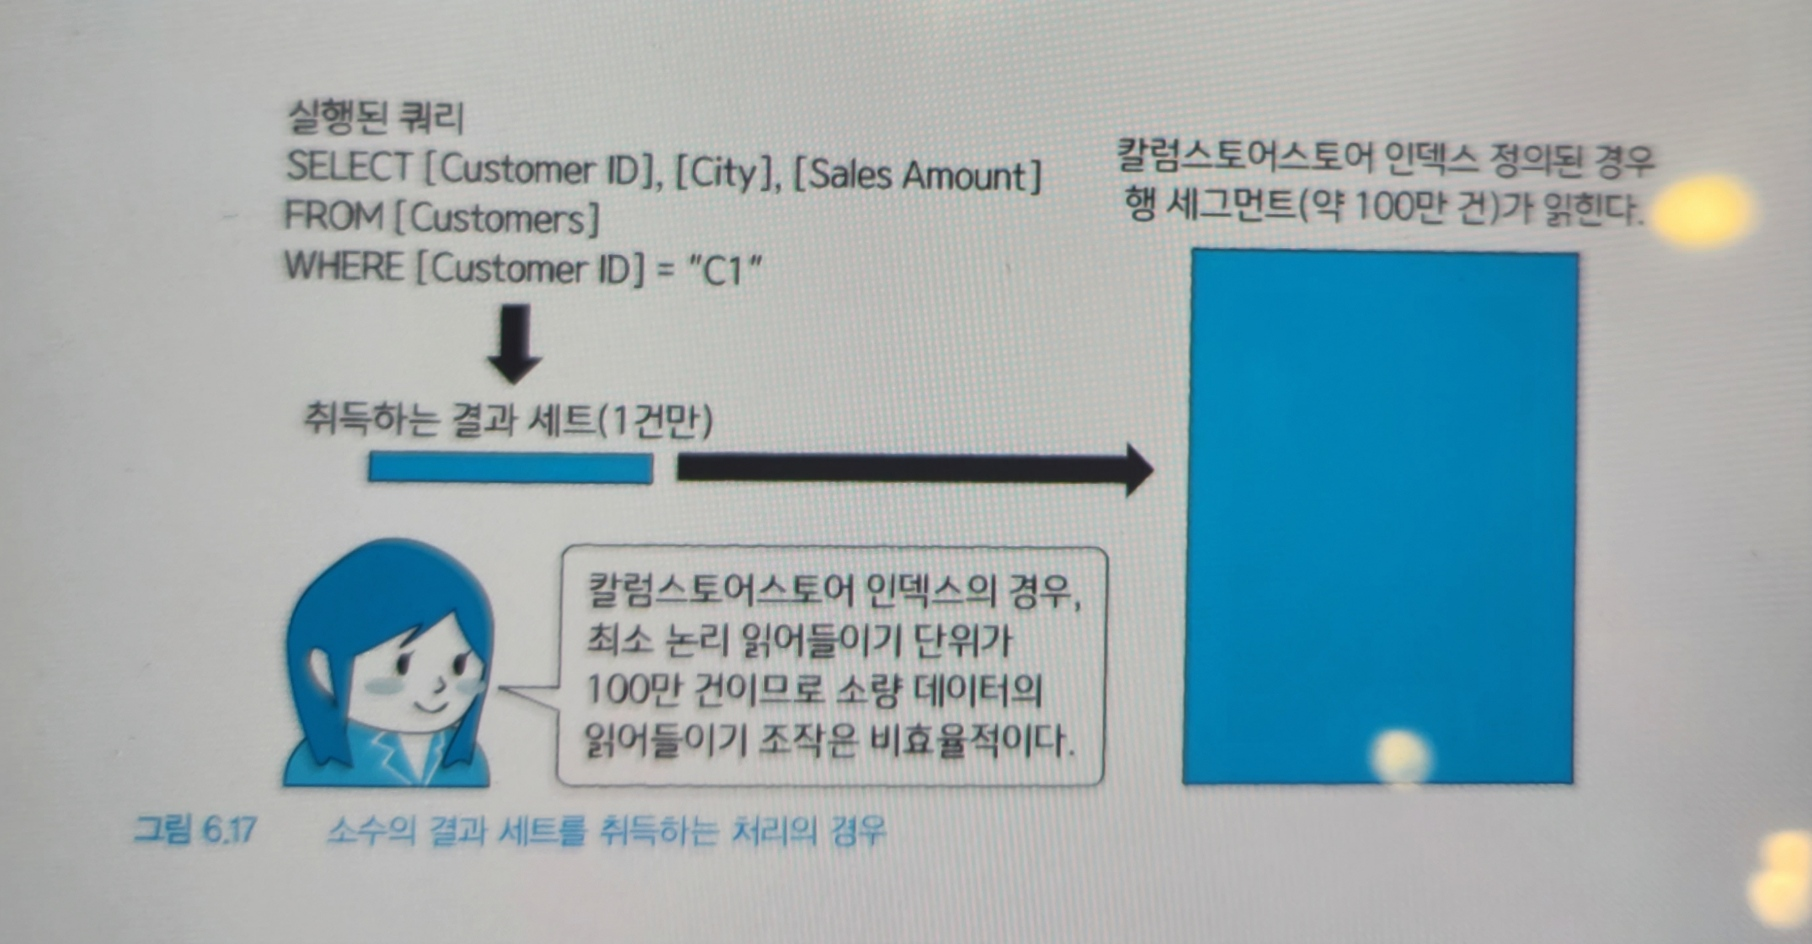 실행된 쿼리
SELECT [Customer ID], [City], [Sales Amount]
FROM [Customers]
WHERE [Customer ID] = "C1"
칼럼스토어스토어 인덱스 정의된 경우
행 세그먼트(약 100만 건)가 읽힌다.
취득하는 결과 세트(1건만)
칼럼스토어스토어 인덱스의 경우,
최소 논리 읽어들이기 단위가
100만 건이므로 소량 데이터의
읽어들이기 조작은 비효율적이다.
그림 6.17 소수의 결과 세트를 취득하는 처리의 경우